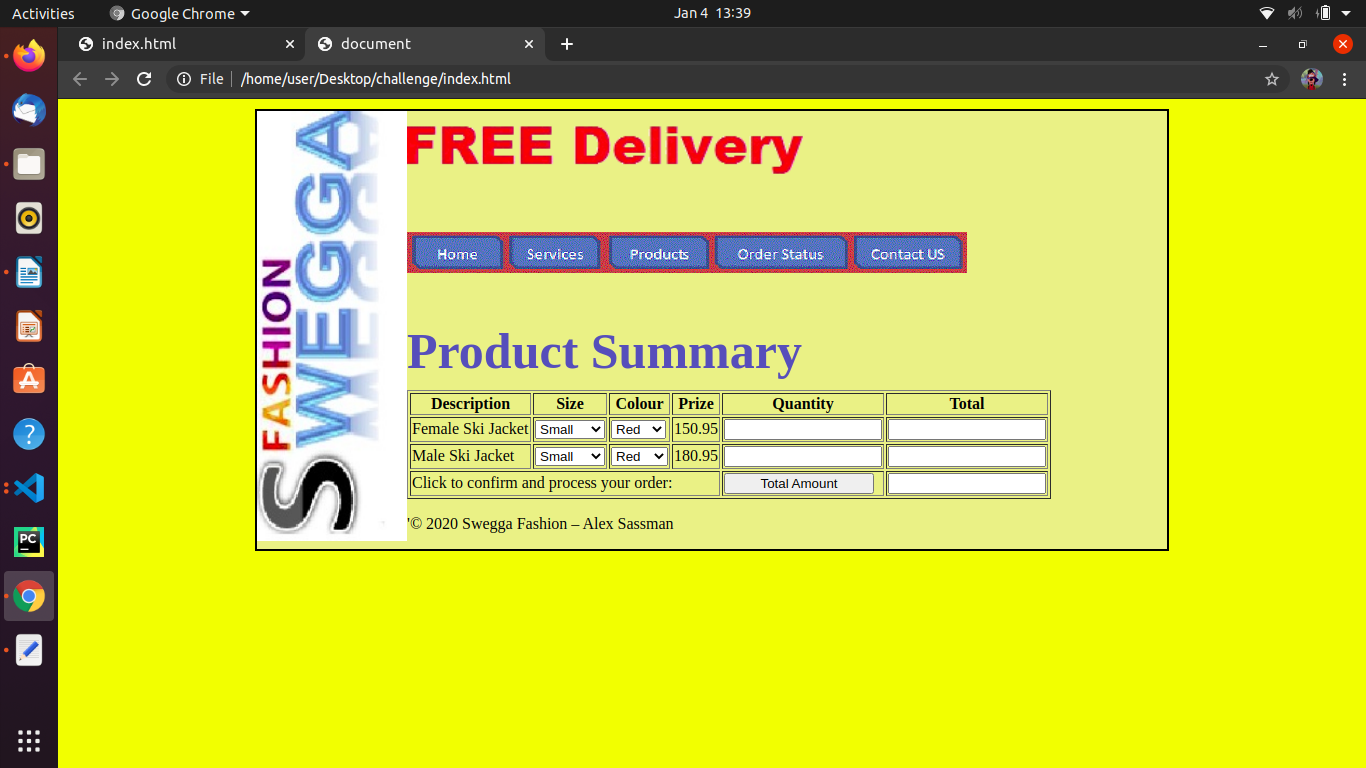 Activities Google Chrome Jan 4 13:39
index.html document
File /home/user/Desktop/challenge/index.html
SWEGGA
FASHION
FREE Delivery
Home Services Products Order Status Contact US
Product Summary
Description Size Colour Prize Quantity Total
Female Ski Jacket Small Red 150.95
Male Ski Jacket Small Red 180.95
Click to confirm and process your order: Total Amount
'© 2020 Swegga Fashion – Alex Sassman
PC